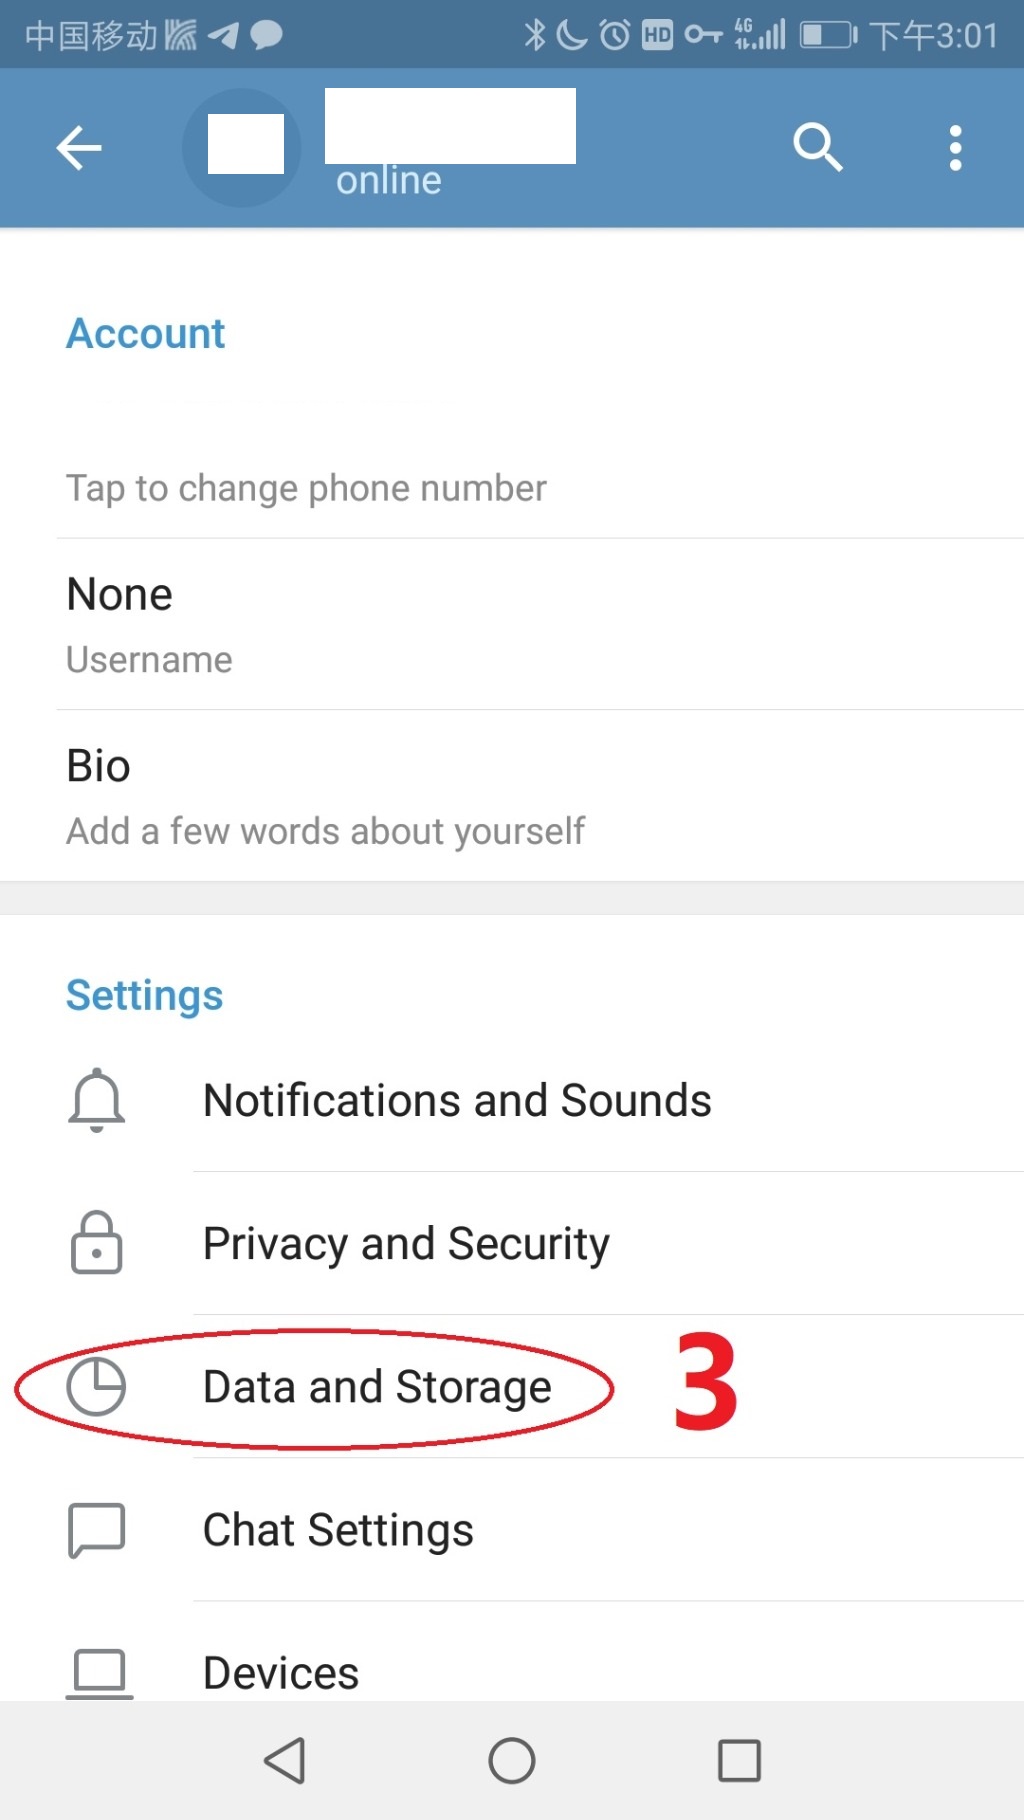 中国移动 HD 4G 下午3:01
online
Account
Tap to change phone number
None
Username
Bio
Add a few words about yourself
Settings
Notifications and Sounds
Privacy and Security
Data and Storage 3
Chat Settings
Devices